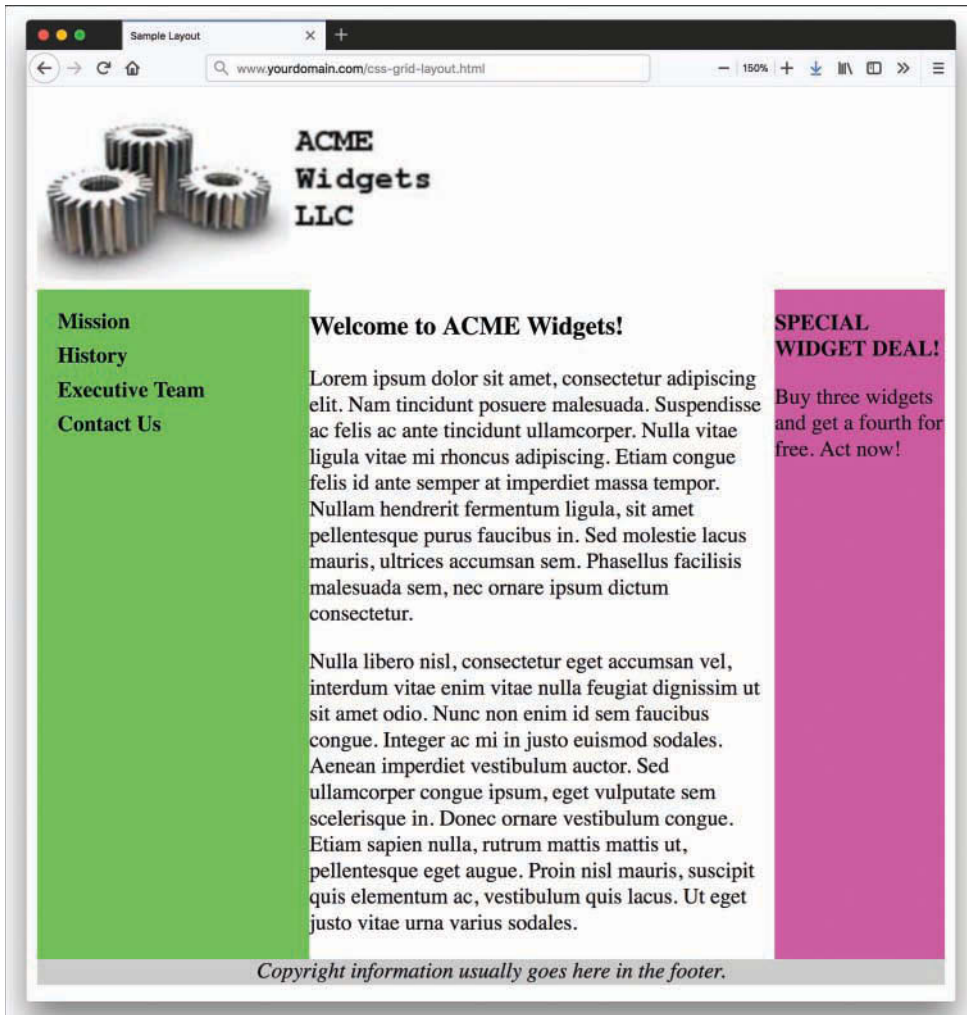 Sample Layout
www.yourdomain.com/css-grid-layout.html
150%
ACME
Widgets
LLC
Mission
History
Executive Team
Contact Us
Welcome to ACME Widgets!
Lorem ipsum dolor sit amet, consectetur adipiscing
elit. Nam tincidunt posuere malesuada. Suspendisse
ac felis ac ante tincidunt ullamcorper. Nulla vitae
ligula vitae mi rhoncus adipiscing. Etiam congue
felis id ante semper at imperdiet massa tempor.
Nullam hendrerit fermentum ligula, sit amet
pellentesque purus faucibus in. Sed molestie lacus
mauris, ultrices accumsan sem. Phasellus facilisis
malesuada sem, nec ornare ipsum dictum
consectetur.
Nulla libero nisl, consectetur eget accumsan vel,
interdum vitae enim vitae nulla feugiat dignissim ut
sit amet odio. Nunc non enim id sem faucibus
congue. Integer ac mi in justo euismod sodales.
Aenean imperdiet vestibulum auctor. Sed
ullamcorper congue ipsum, eget vulputate sem
scelerisque in. Donec ornare vestibulum congue.
Etiam sapien nulla, rutrum mattis mattis ut,
pellentesque eget augue. Proin nisl mauris, suscipit
quis elementum ac, vestibulum quis lacus. Ut eget
justo vitae urna varius sodales.
SPECIAL
WIDGET DEAL!
Buy three widgets
and get a fourth for
free. Act now!
Copyright information usually goes here in the footer.